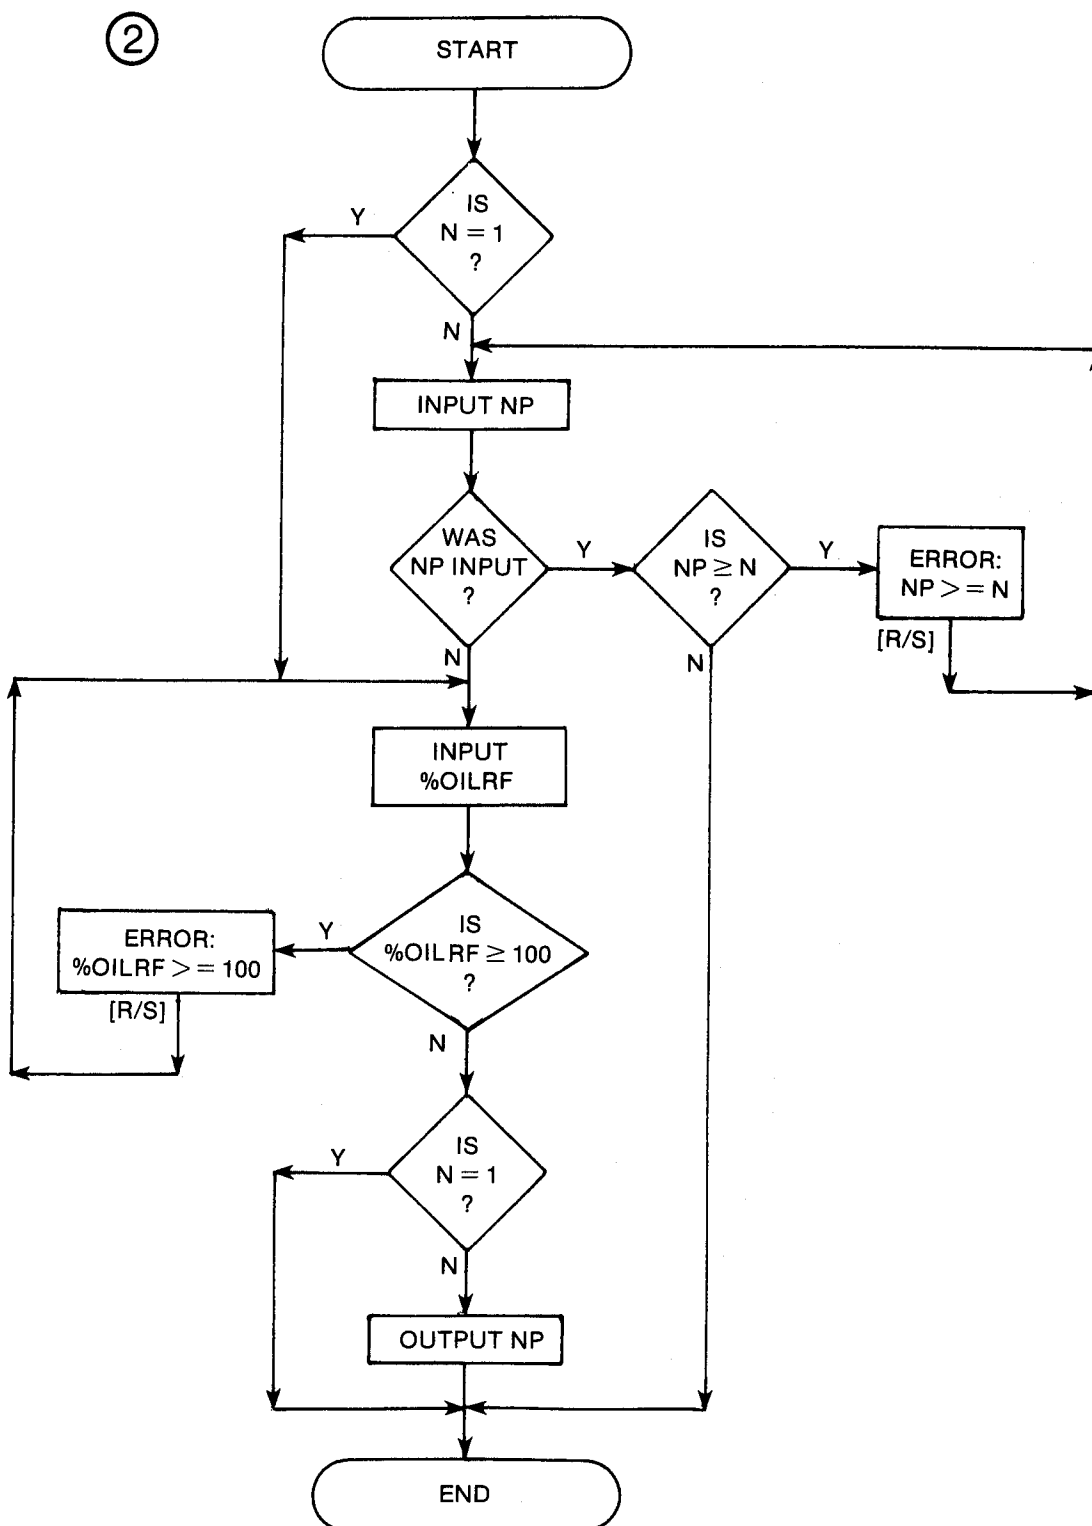 2
START
IS
N = 1
?
Y
N
INPUT NP
WAS
NP INPUT
?
Y
N
IS
NP ≥ N
?
Y
N
ERROR:
NP >= N
[R/S]
INPUT
%OILRF
IS
%OILRF ≥ 100
?
Y
N
ERROR:
%OILRF >= 100
[R/S]
IS
N = 1
?
Y
N
OUTPUT NP
END